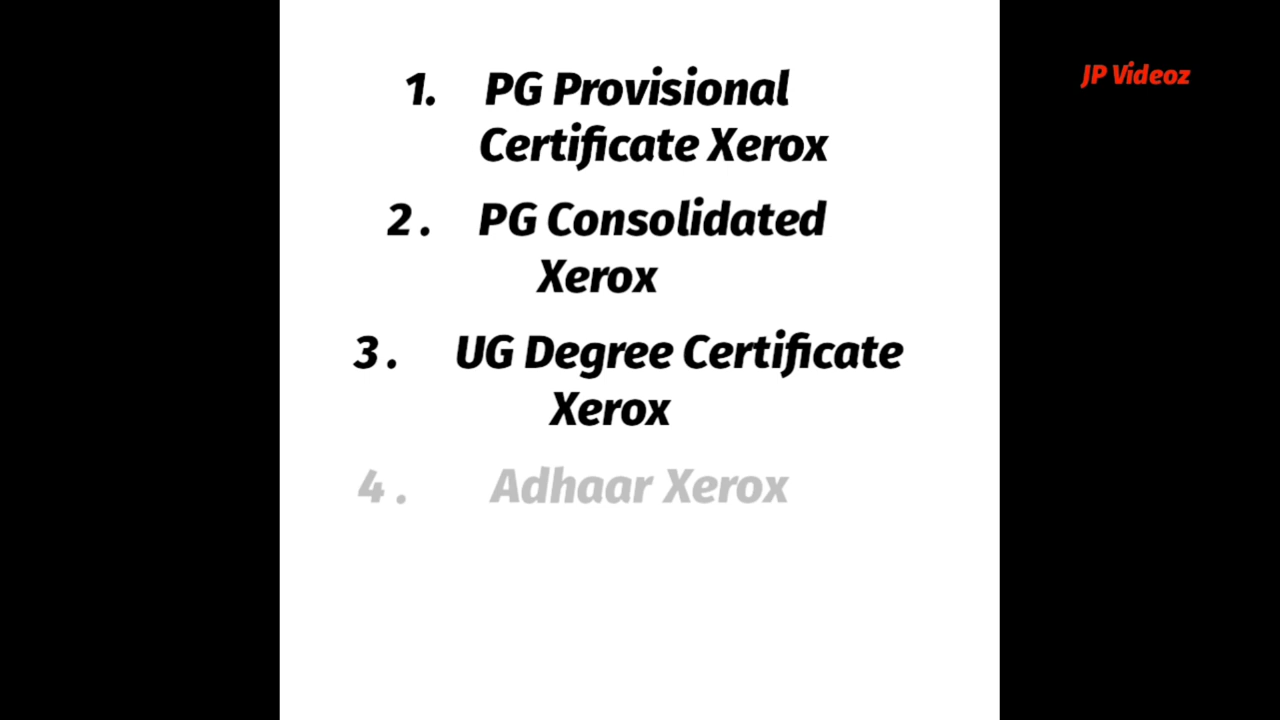 JP Videoz
1. PG Provisional
Certificate Xerox
2 . PG Consolidated
Xerox
3 . UG Degree Certificate
Xerox
4 . Adhaar Xerox